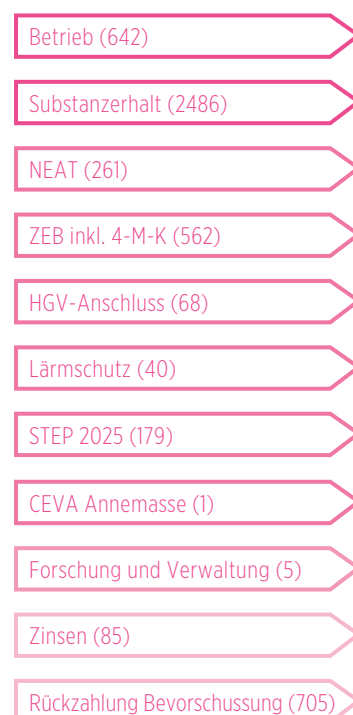 Betrieb (642)
Substanzerhalt (2486)
NEAT (261)
ZEB inkl. 4-M-K (562)
HGV-Anschluss (68)
Lärmschutz (40)
STEP 2025 (179)
CEVA Annemasse (1)
Forschung und Verwaltung (5)
Zinsen (85)
Rückzahlung Bevorschussung (705)